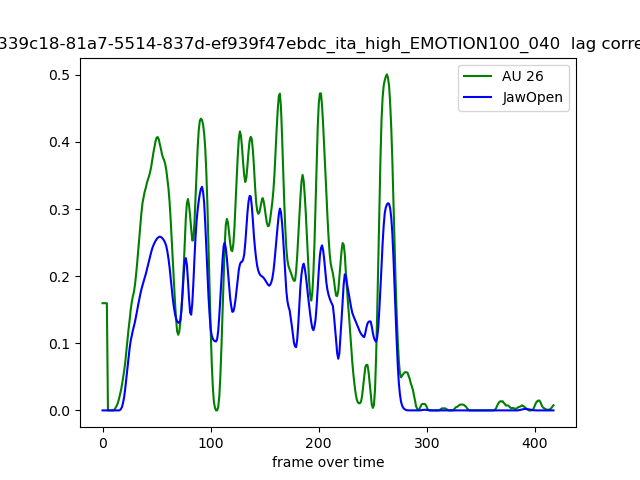 339c18-81a7-5514-837d-ef939f47ebdc_ita_high_EMOTION100_040 lag corre
AU 26
JawOpen
0.5
0.4
0.3
0.2
0.1
0.0
0 100 200 300 400
frame over time